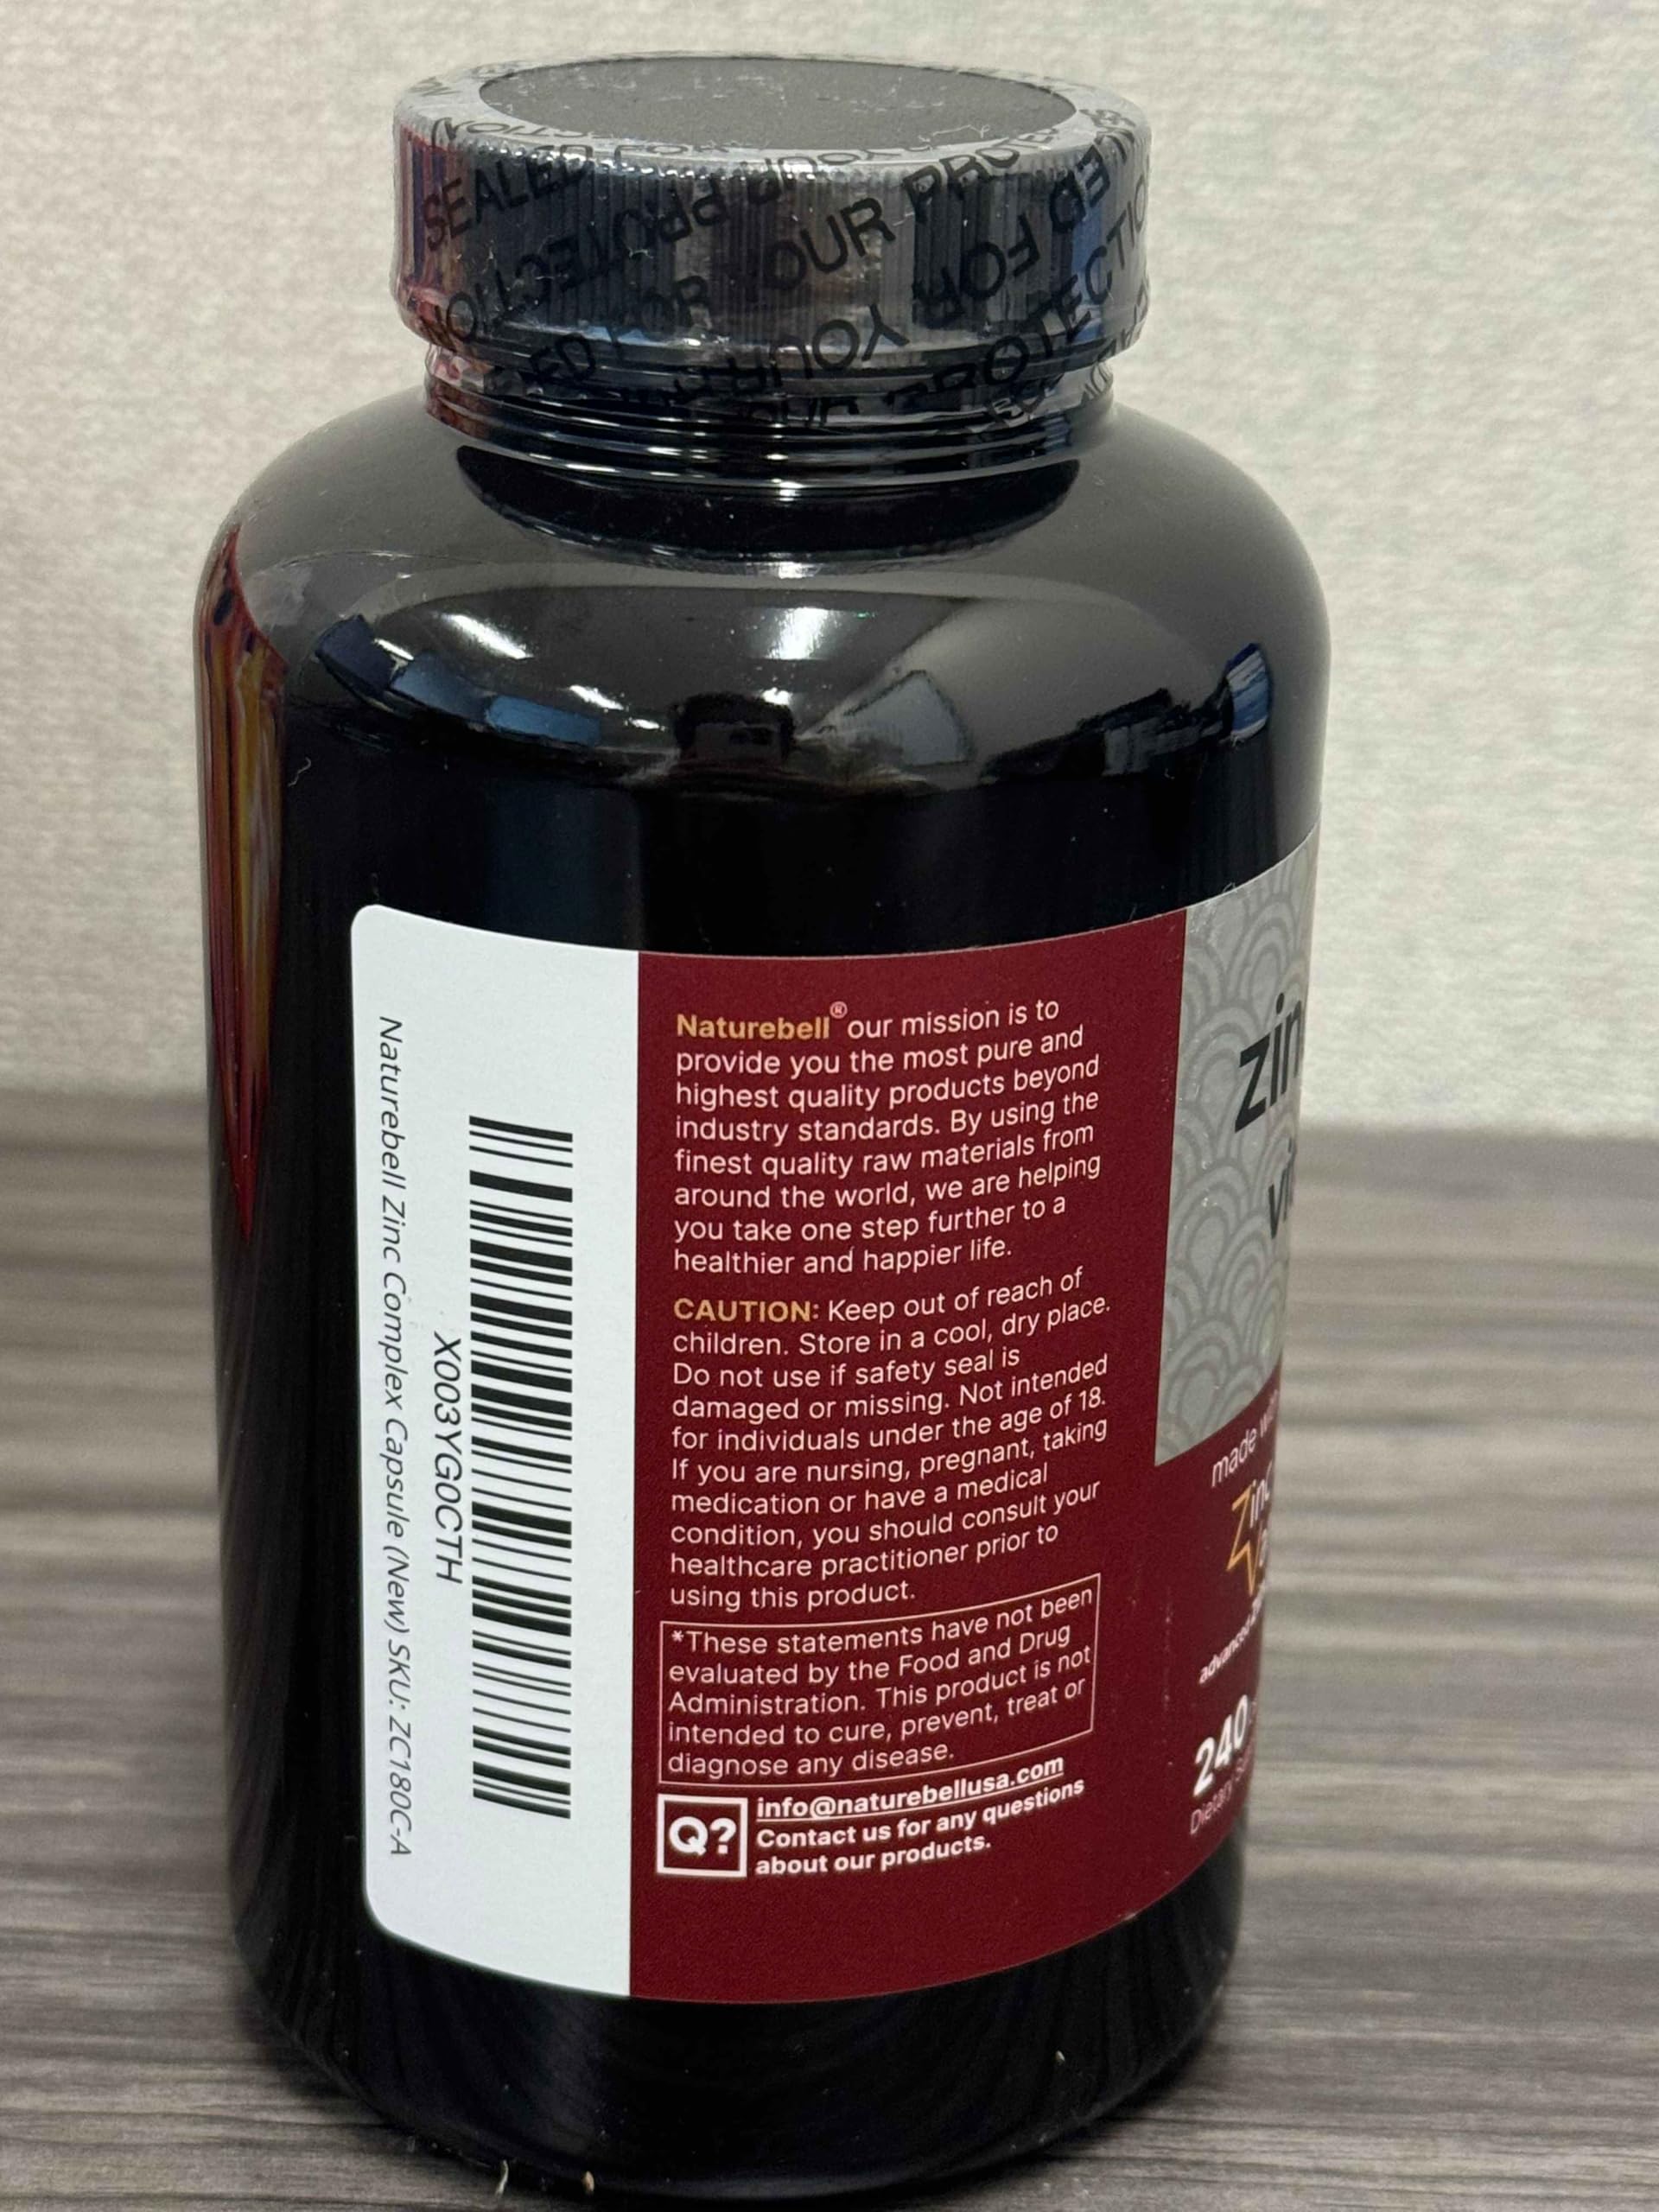 SEALED FOR YOUR PROTECTION
Naturebell Zinc Complex Capsule (New) SKU: ZC180C-A
X003YG0CTH
Naturebell® our mission is to
provide you the most pure and
highest quality products beyond
industry standards. By using the
finest quality raw materials from
around the world, we are helping
you take one step further to a
healthier and happier life.
CAUTION: Keep out of reach of
children. Store in a cool, dry place.
Do not use if safety seal is
damaged or missing. Not intended
for individuals under the age of 18.
If you are nursing, pregnant, taking
medication or have a medical
condition, you should consult your
healthcare practitioner prior to
using this product.
*These statements have not been
evaluated by the Food and Drug
Administration. This product is not
intended to cure, prevent, treat or
diagnose any disease.
Q?
info@naturebellusa.com
Contact us for any questions
about our products.
made
advanced
240